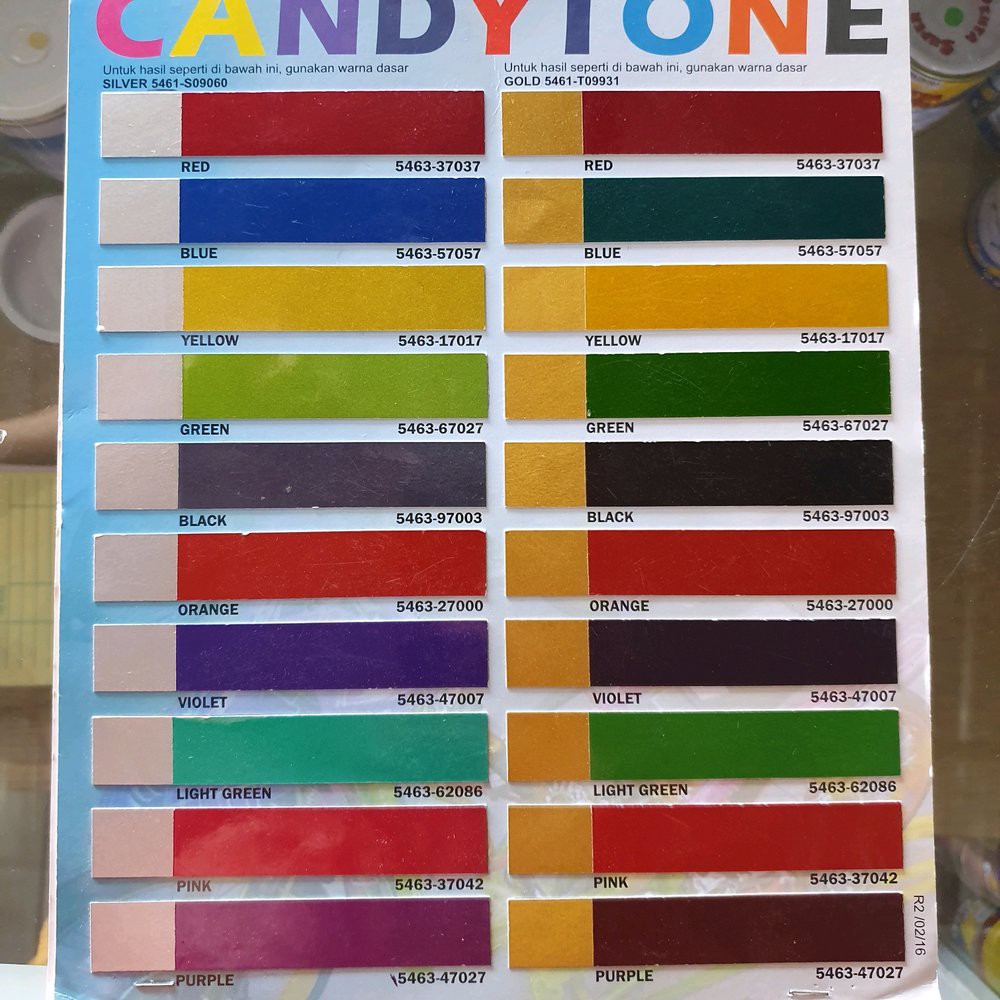 CANDYTONE
Untuk hasil seperti di bawah ini, gunakan warna dasar
SILVER 5461-S09060
RED 5463-37037
BLUE 5463-57057
YELLOW 5463-17017
GREEN 5463-67027
BLACK 5463-97003
ORANGE 5463-27000
VIOLET 5463-47007
LIGHT GREEN 5463-62086
PINK 5463-37042
PURPLE 5463-47027
Untuk hasil seperti di bawah ini, gunakan warna dasar
GOLD 5461-T09931
RED 5463-37037
BLUE 5463-57057
YELLOW 5463-17017
GREEN 5463-67027
BLACK 5463-97003
ORANGE 5463-27000
VIOLET 5463-47007
LIGHT GREEN 5463-62086
PINK 5463-37042
PURPLE 5463-47027
R2 /02/16